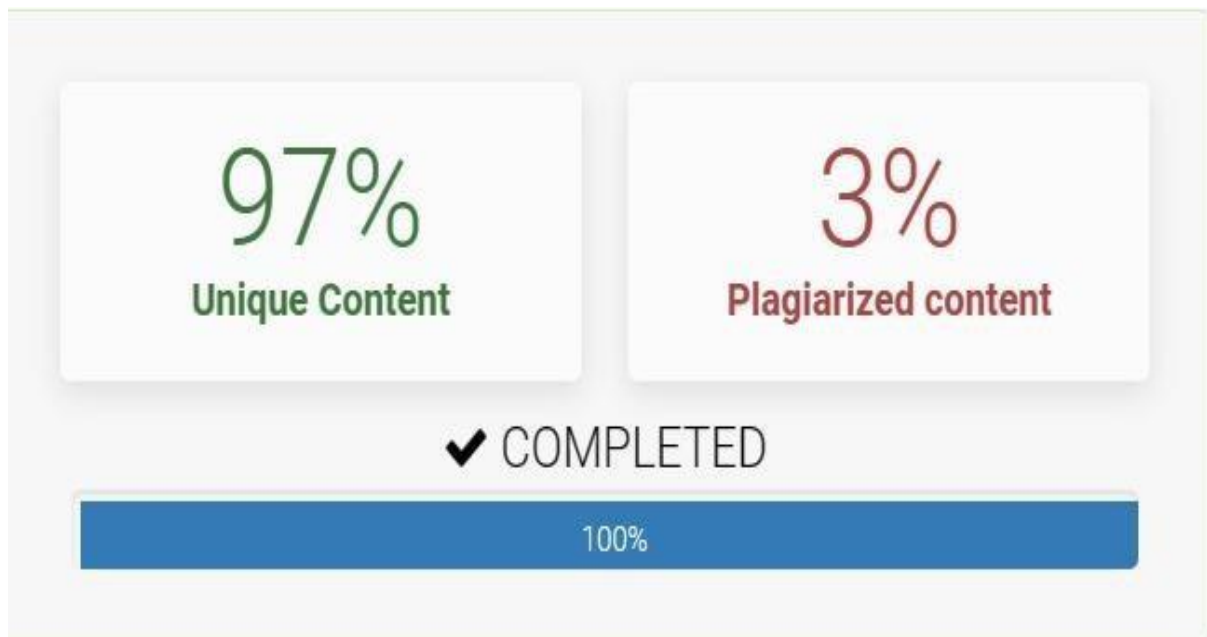 97%
Unique Content
3%
Plagiarized content
✔ COMPLETED
100%